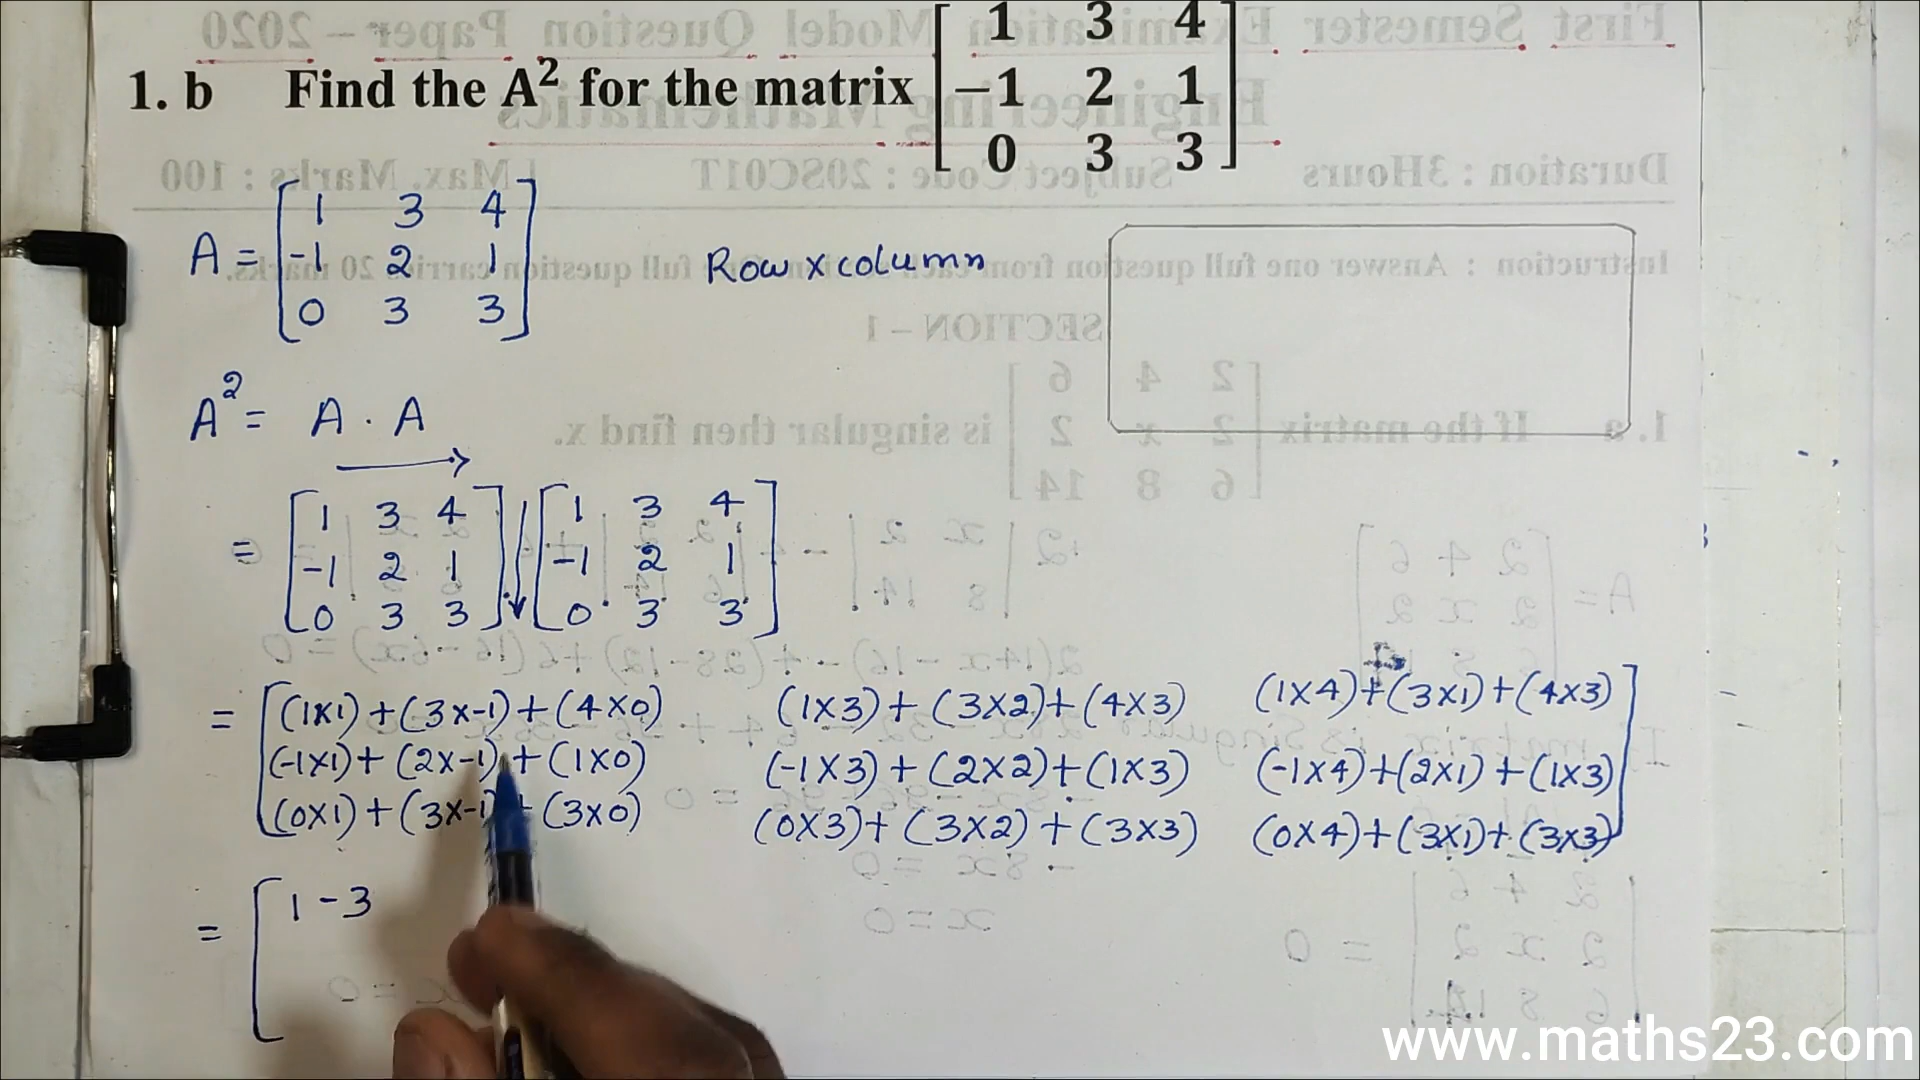 1. b Find the A² for the matrix [1 3 4
-1 2 1
0 3 3]
A = [1 3 4
-1 2 1
0 3 3]
Row x column
A² = A . A
= [1 3 4
-1 2 1
0 3 3] [1 3 4
-1 2 1
0 3 3]
= [(1x1) + (3x-1) + (4x0) (1x3) + (3x2) + (4x3) (1x4) + (3x1) + (4x3)
(-1x1) + (2x-1) + (1x0) (-1x3) + (2x2) + (1x3) (-1x4) + (2x1) + (1x3)
(0x1) + (3x-1) + (3x0) (0x3) + (3x2) + (3x3) (0x4) + (3x1) + (3x3)]
= [1 - 3
www.maths23.com